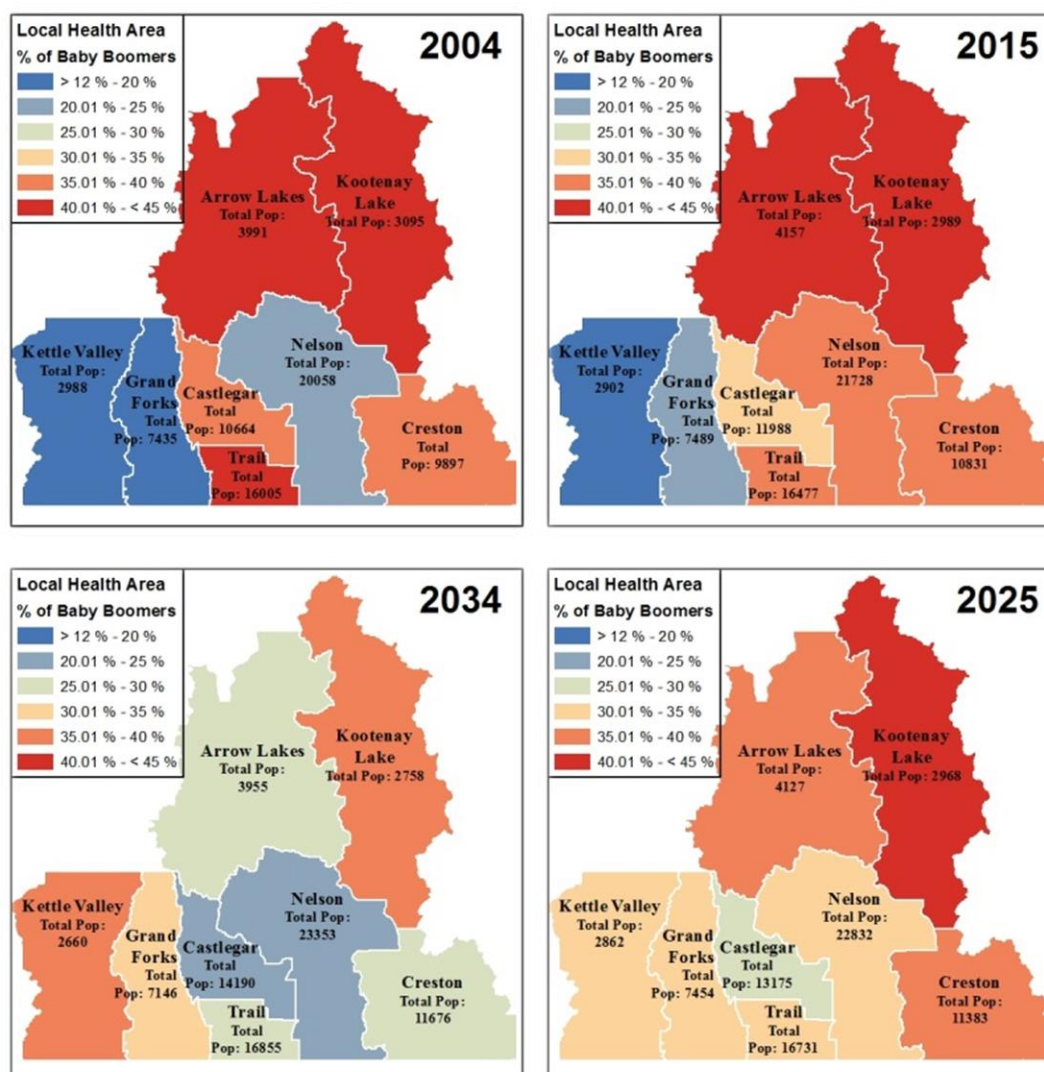 Local Health Area
% of Baby Boomers
> 12 % - 20 %
20.01 % - 25 %
25.01 % - 30 %
30.01 % - 35 %
35.01 % - 40 %
40.01 % - < 45 %
2004
Arrow Lakes
Total Pop:
3991
Kootenay
Lake
Total Pop: 3095
Kettle Valley
Total Pop:
2988
Grand
Forks
Total
Pop: 7435
Castlegar
Total
Pop: 10664
Nelson
Total Pop:
20058
Trail
Total
Pop: 16005
Creston
Total
Pop: 9897
Local Health Area
% of Baby Boomers
> 12 % - 20 %
20.01 % - 25 %
25.01 % - 30 %
30.01 % - 35 %
35.01 % - 40 %
40.01 % - < 45 %
2015
Arrow Lakes
Total Pop:
4157
Kootenay
Lake
Total Pop: 2989
Kettle Valley
Total Pop:
2902
Grand
Forks
Total
Pop: 7489
Castlegar
Total
Pop: 11988
Nelson
Total Pop:
21728
Trail
Total
Pop: 16477
Creston
Total Pop:
10831
Local Health Area
% of Baby Boomers
> 12 % - 20 %
20.01 % - 25 %
25.01 % - 30 %
30.01 % - 35 %
35.01 % - 40 %
40.01 % - < 45 %
2034
Arrow Lakes
Total Pop:
3955
Kootenay
Lake
Total Pop: 2758
Kettle Valley
Total Pop:
2660
Grand
Forks
Total
Pop: 7146
Castlegar
Total
Pop: 14190
Nelson
Total Pop:
23353
Trail
Total
Pop: 16855
Creston
Total Pop:
11676
Local Health Area
% of Baby Boomers
> 12 % - 20 %
20.01 % - 25 %
25.01 % - 30 %
30.01 % - 35 %
35.01 % - 40 %
40.01 % - < 45 %
2025
Arrow Lakes
Total Pop:
4127
Kootenay
Lake
Total Pop: 2968
Kettle Valley
Total Pop:
2862
Grand
Forks
Total
Pop: 7454
Castlegar
Total
Pop: 13175
Nelson
Total Pop:
22832
Trail
Total
Pop: 16731
Creston
Total Pop:
11383